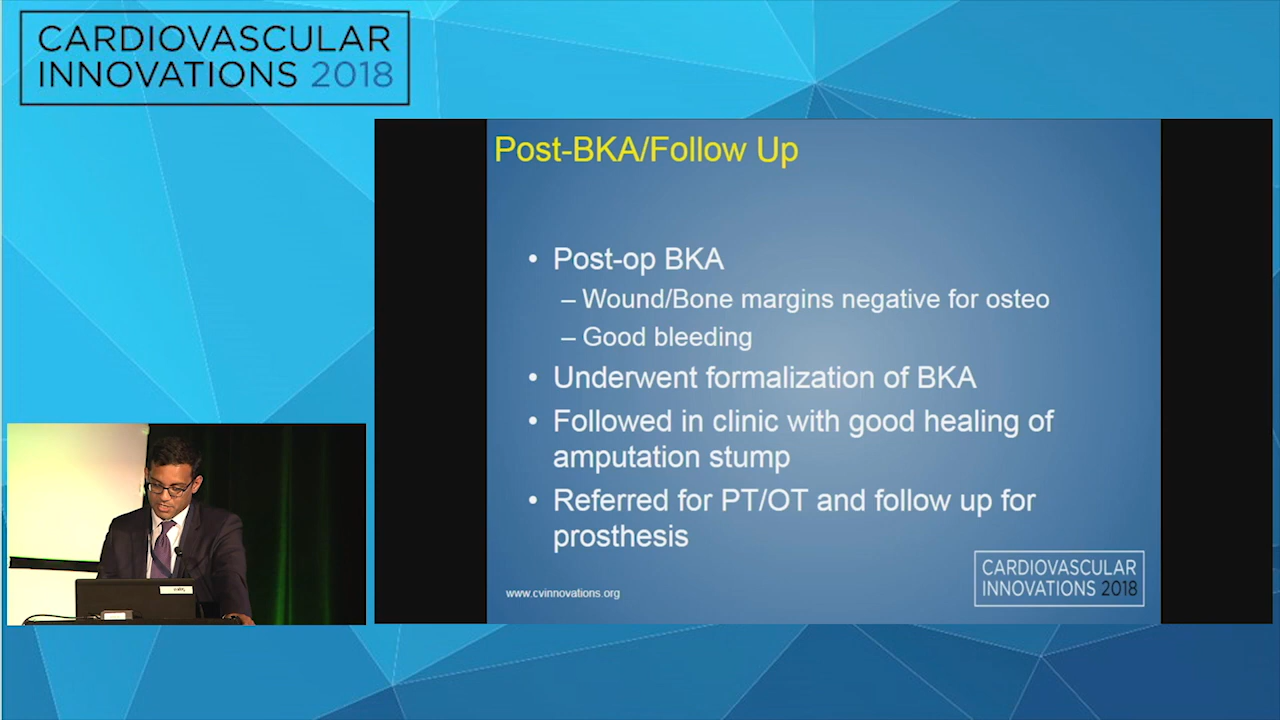 CARDIOVASCULAR
INNOVATIONS 2018
Post-BKA/Follow Up
• Post-op BKA
– Wound/Bone margins negative for osteo
– Good bleeding
• Underwent formalization of BKA
• Followed in clinic with good healing of
amputation stump
• Referred for PT/OT and follow up for
prosthesis
www.cvinnovations.org
CARDIOVASCULAR
INNOVATIONS 2018